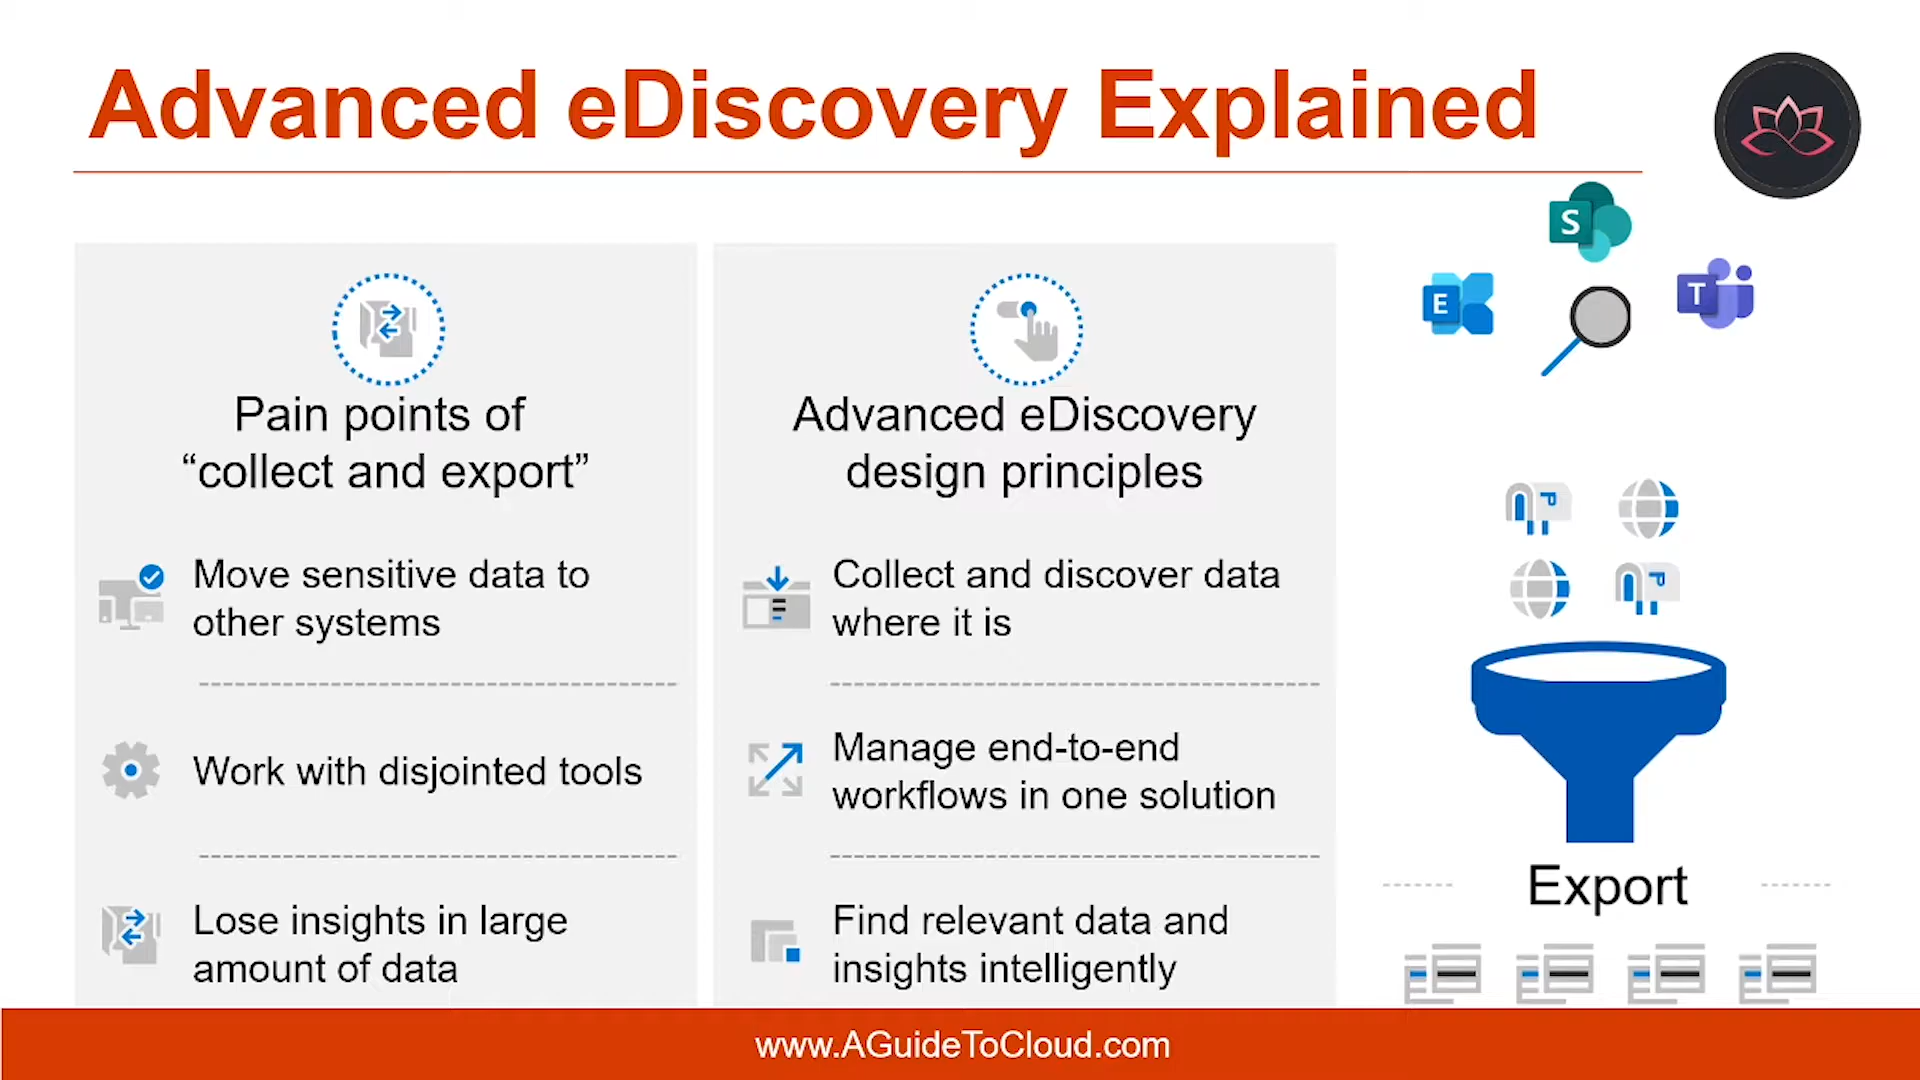 Advanced eDiscovery Explained
Pain points of
“collect and export”
Move sensitive data to
other systems
Work with disjointed tools
Lose insights in large
amount of data
Advanced eDiscovery
design principles
Collect and discover data
where it is
Manage end-to-end
workflows in one solution
Find relevant data and
insights intelligently
S
E
T
Export
www.AGuideToCloud.com